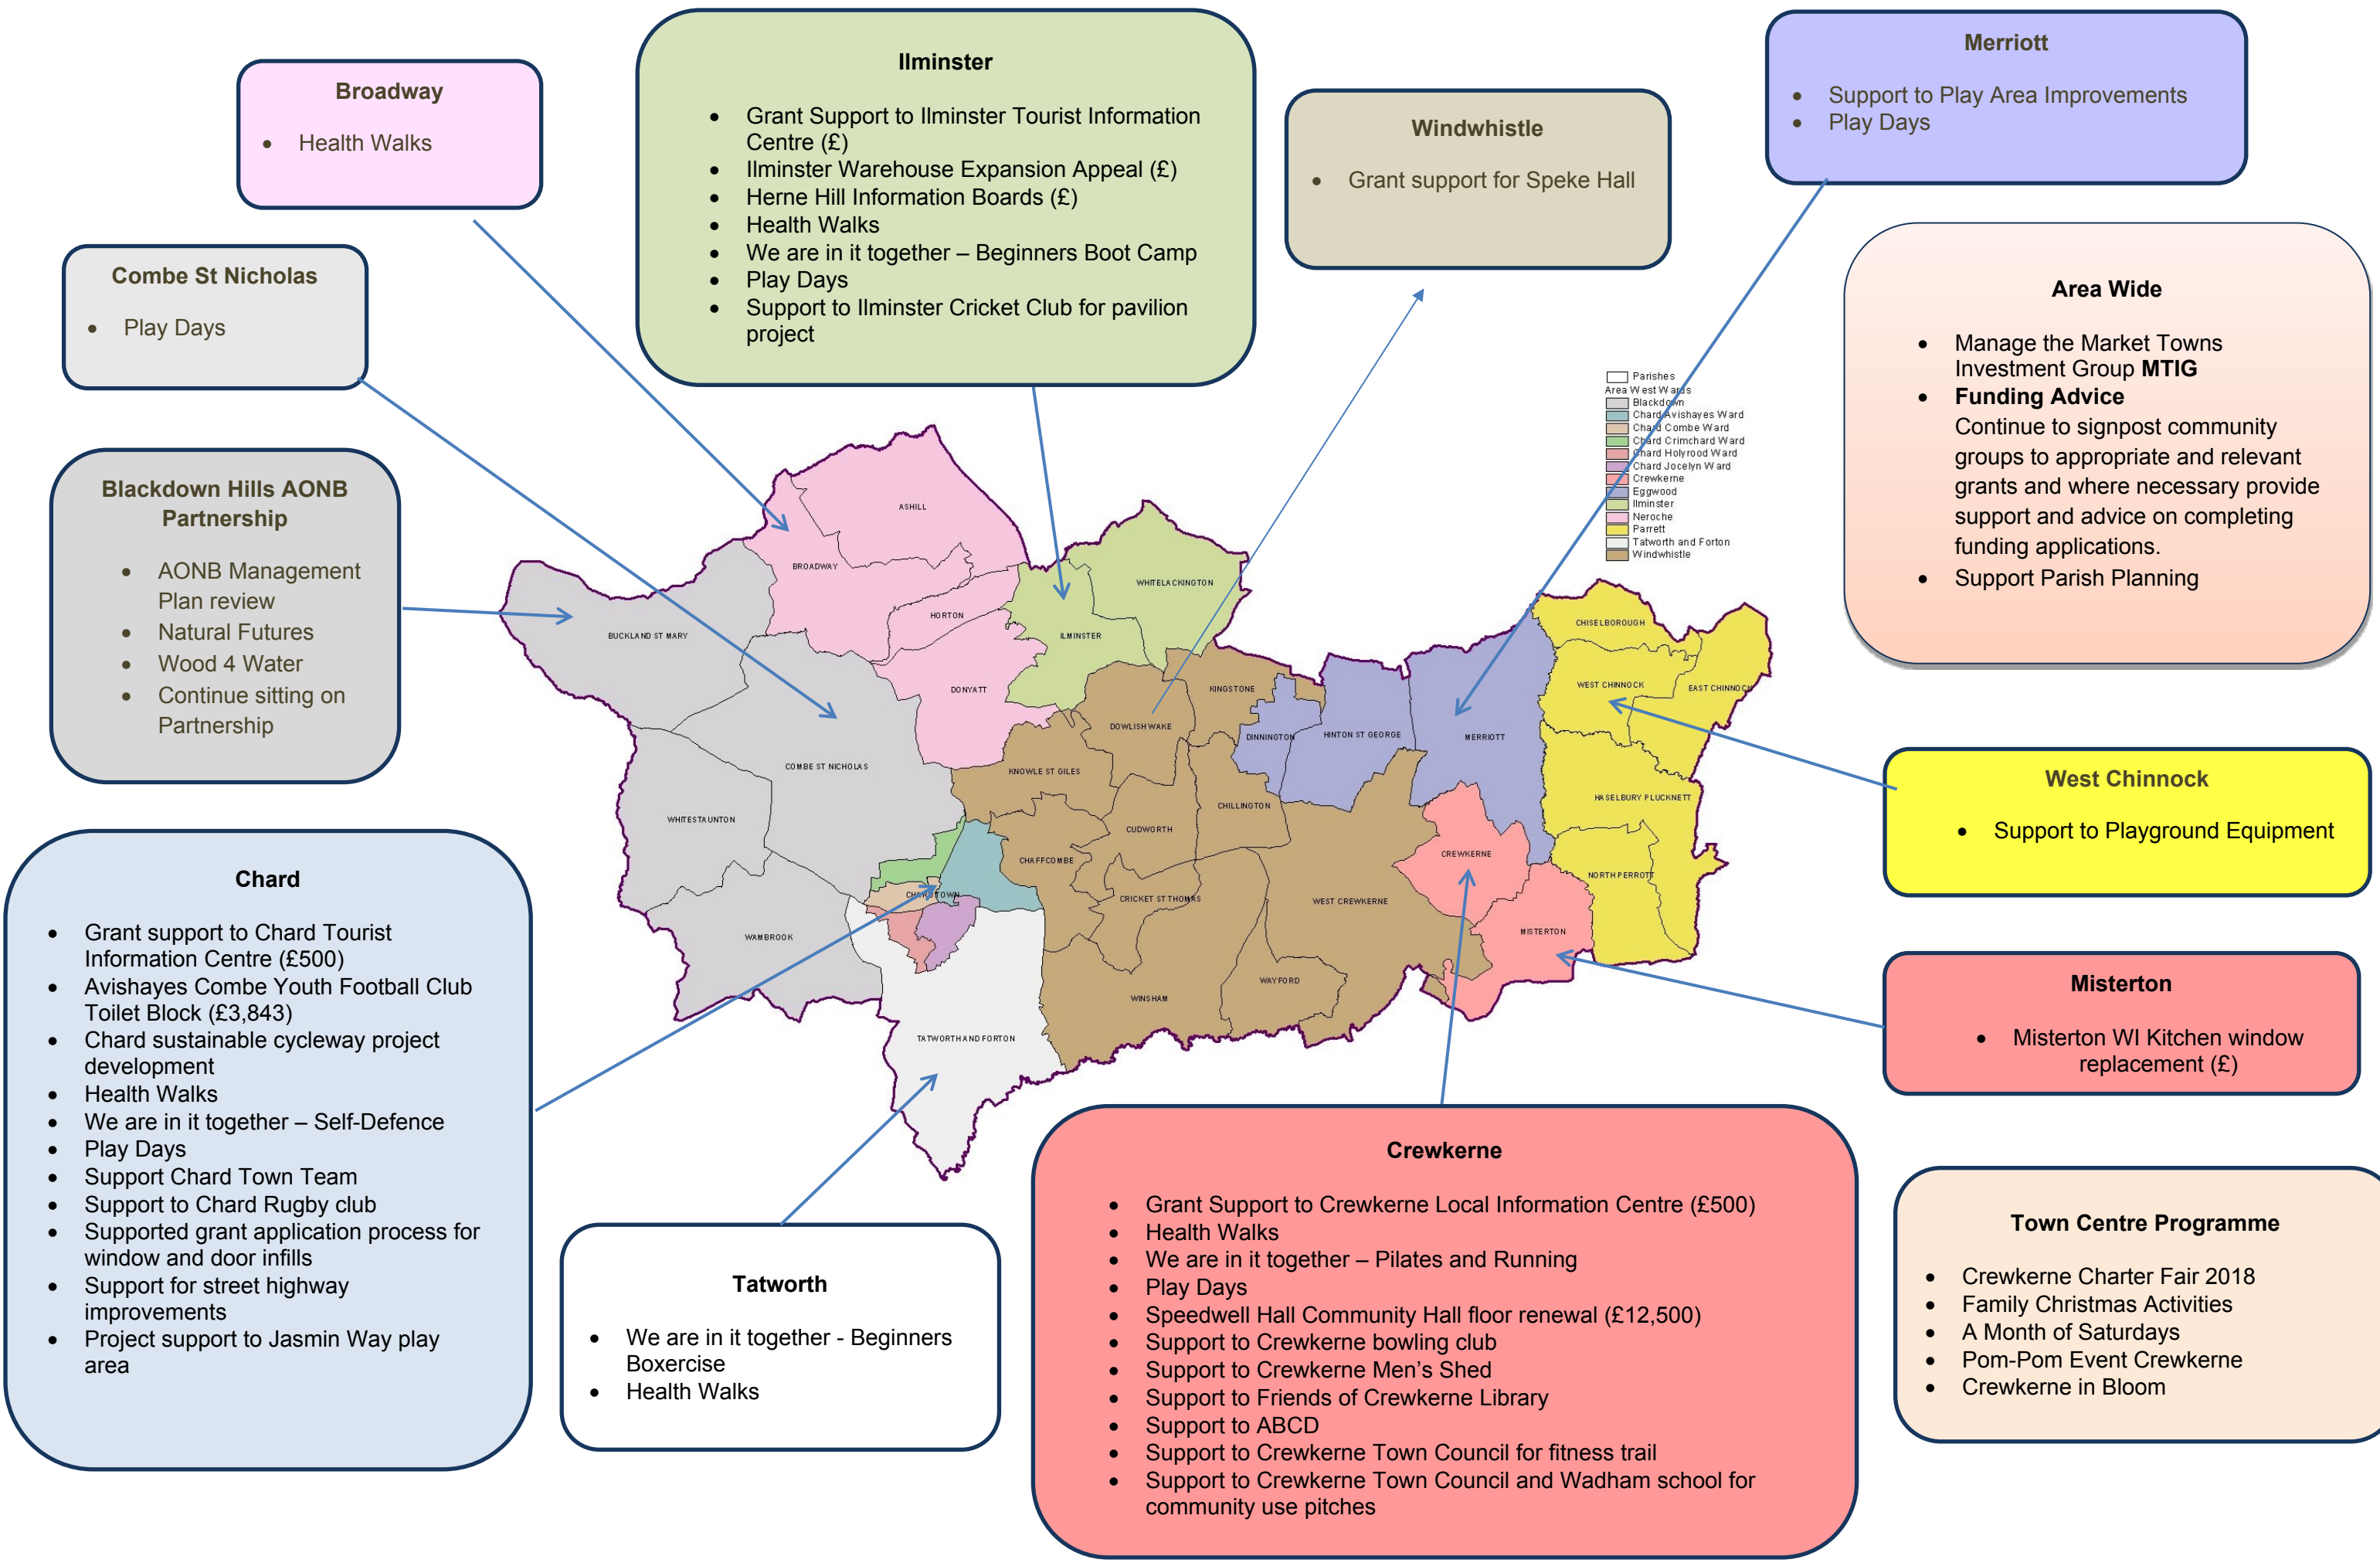 Broadway
• Health Walks
Ilminster
• Grant Support to Ilminster Tourist Information
Centre (£)
• Ilminster Warehouse Expansion Appeal (£)
• Herne Hill Information Boards (£)
• Health Walks
• We are in it together – Beginners Boot Camp
• Play Days
• Support to Ilminster Cricket Club for pavilion
project
Windwhistle
• Grant support for Speke Hall
Merriott
• Support to Play Area Improvements
• Play Days
Combe St Nicholas
• Play Days
Area Wide
• Manage the Market Towns
Investment Group MTIG
• Funding Advice
Continue to signpost community
groups to appropriate and relevant
grants and where necessary provide
support and advice on completing
funding applications.
• Support Parish Planning
Parishes
Area West Wards
Blackdown
Chard Avishayes Ward
Chard Combe Ward
Chard Crimchard Ward
Chard Holyrood Ward
Chard Jocelyn Ward
Crewkerne
Eggwood
Ilminster
Neroche
Parrett
Tatworth and Forton
Windwhistle
Blackdown Hills AONB
Partnership
• AONB Management
Plan review
• Natural Futures
• Wood 4 Water
• Continue sitting on
Partnership
ASHILL
BROADWAY
WHITELACKINGTON
HORTON
ILMINSTER
BUCKLAND ST MARY
CHISELBOROUGH
DONYATT
KINGSTONE
WEST CHINNOCK
EAST CHINNOCK
DOWLISH WAKE
DINNINGTON
HINTON ST GEORGE
MERRIOTT
COMBE ST NICHOLAS
KNOWLE ST GILES
CHILLINGTON
HASELBURY PLUCKNETT
WHITESTAUNTON
CUDWORTH
CHAFFCOMBE
CREWKERNE
NORTH PERROTT
CHARD TOWN
CRICKET ST THOMAS
WEST CREWKERNE
WAMBROOK
MISTERTON
WINSHAM
WAYFORD
TATWORTH AND FORTON
West Chinnock
• Support to Playground Equipment
Chard
• Grant support to Chard Tourist
Information Centre (£500)
• Avishayes Combe Youth Football Club
Toilet Block (£3,843)
• Chard sustainable cycleway project
development
• Health Walks
• We are in it together – Self-Defence
• Play Days
• Support Chard Town Team
• Support to Chard Rugby club
• Supported grant application process for
window and door infills
• Support for street highway
improvements
• Project support to Jasmin Way play
area
Misterton
• Misterton WI Kitchen window
replacement (£)
Tatworth
• We are in it together - Beginners
Boxercise
• Health Walks
Crewkerne
• Grant Support to Crewkerne Local Information Centre (£500)
• Health Walks
• We are in it together – Pilates and Running
• Play Days
• Speedwell Hall Community Hall floor renewal (£12,500)
• Support to Crewkerne bowling club
• Support to Crewkerne Men’s Shed
• Support to Friends of Crewkerne Library
• Support to ABCD
• Support to Crewkerne Town Council for fitness trail
• Support to Crewkerne Town Council and Wadham school for
community use pitches
Town Centre Programme
• Crewkerne Charter Fair 2018
• Family Christmas Activities
• A Month of Saturdays
• Pom-Pom Event Crewkerne
• Crewkerne in Bloom